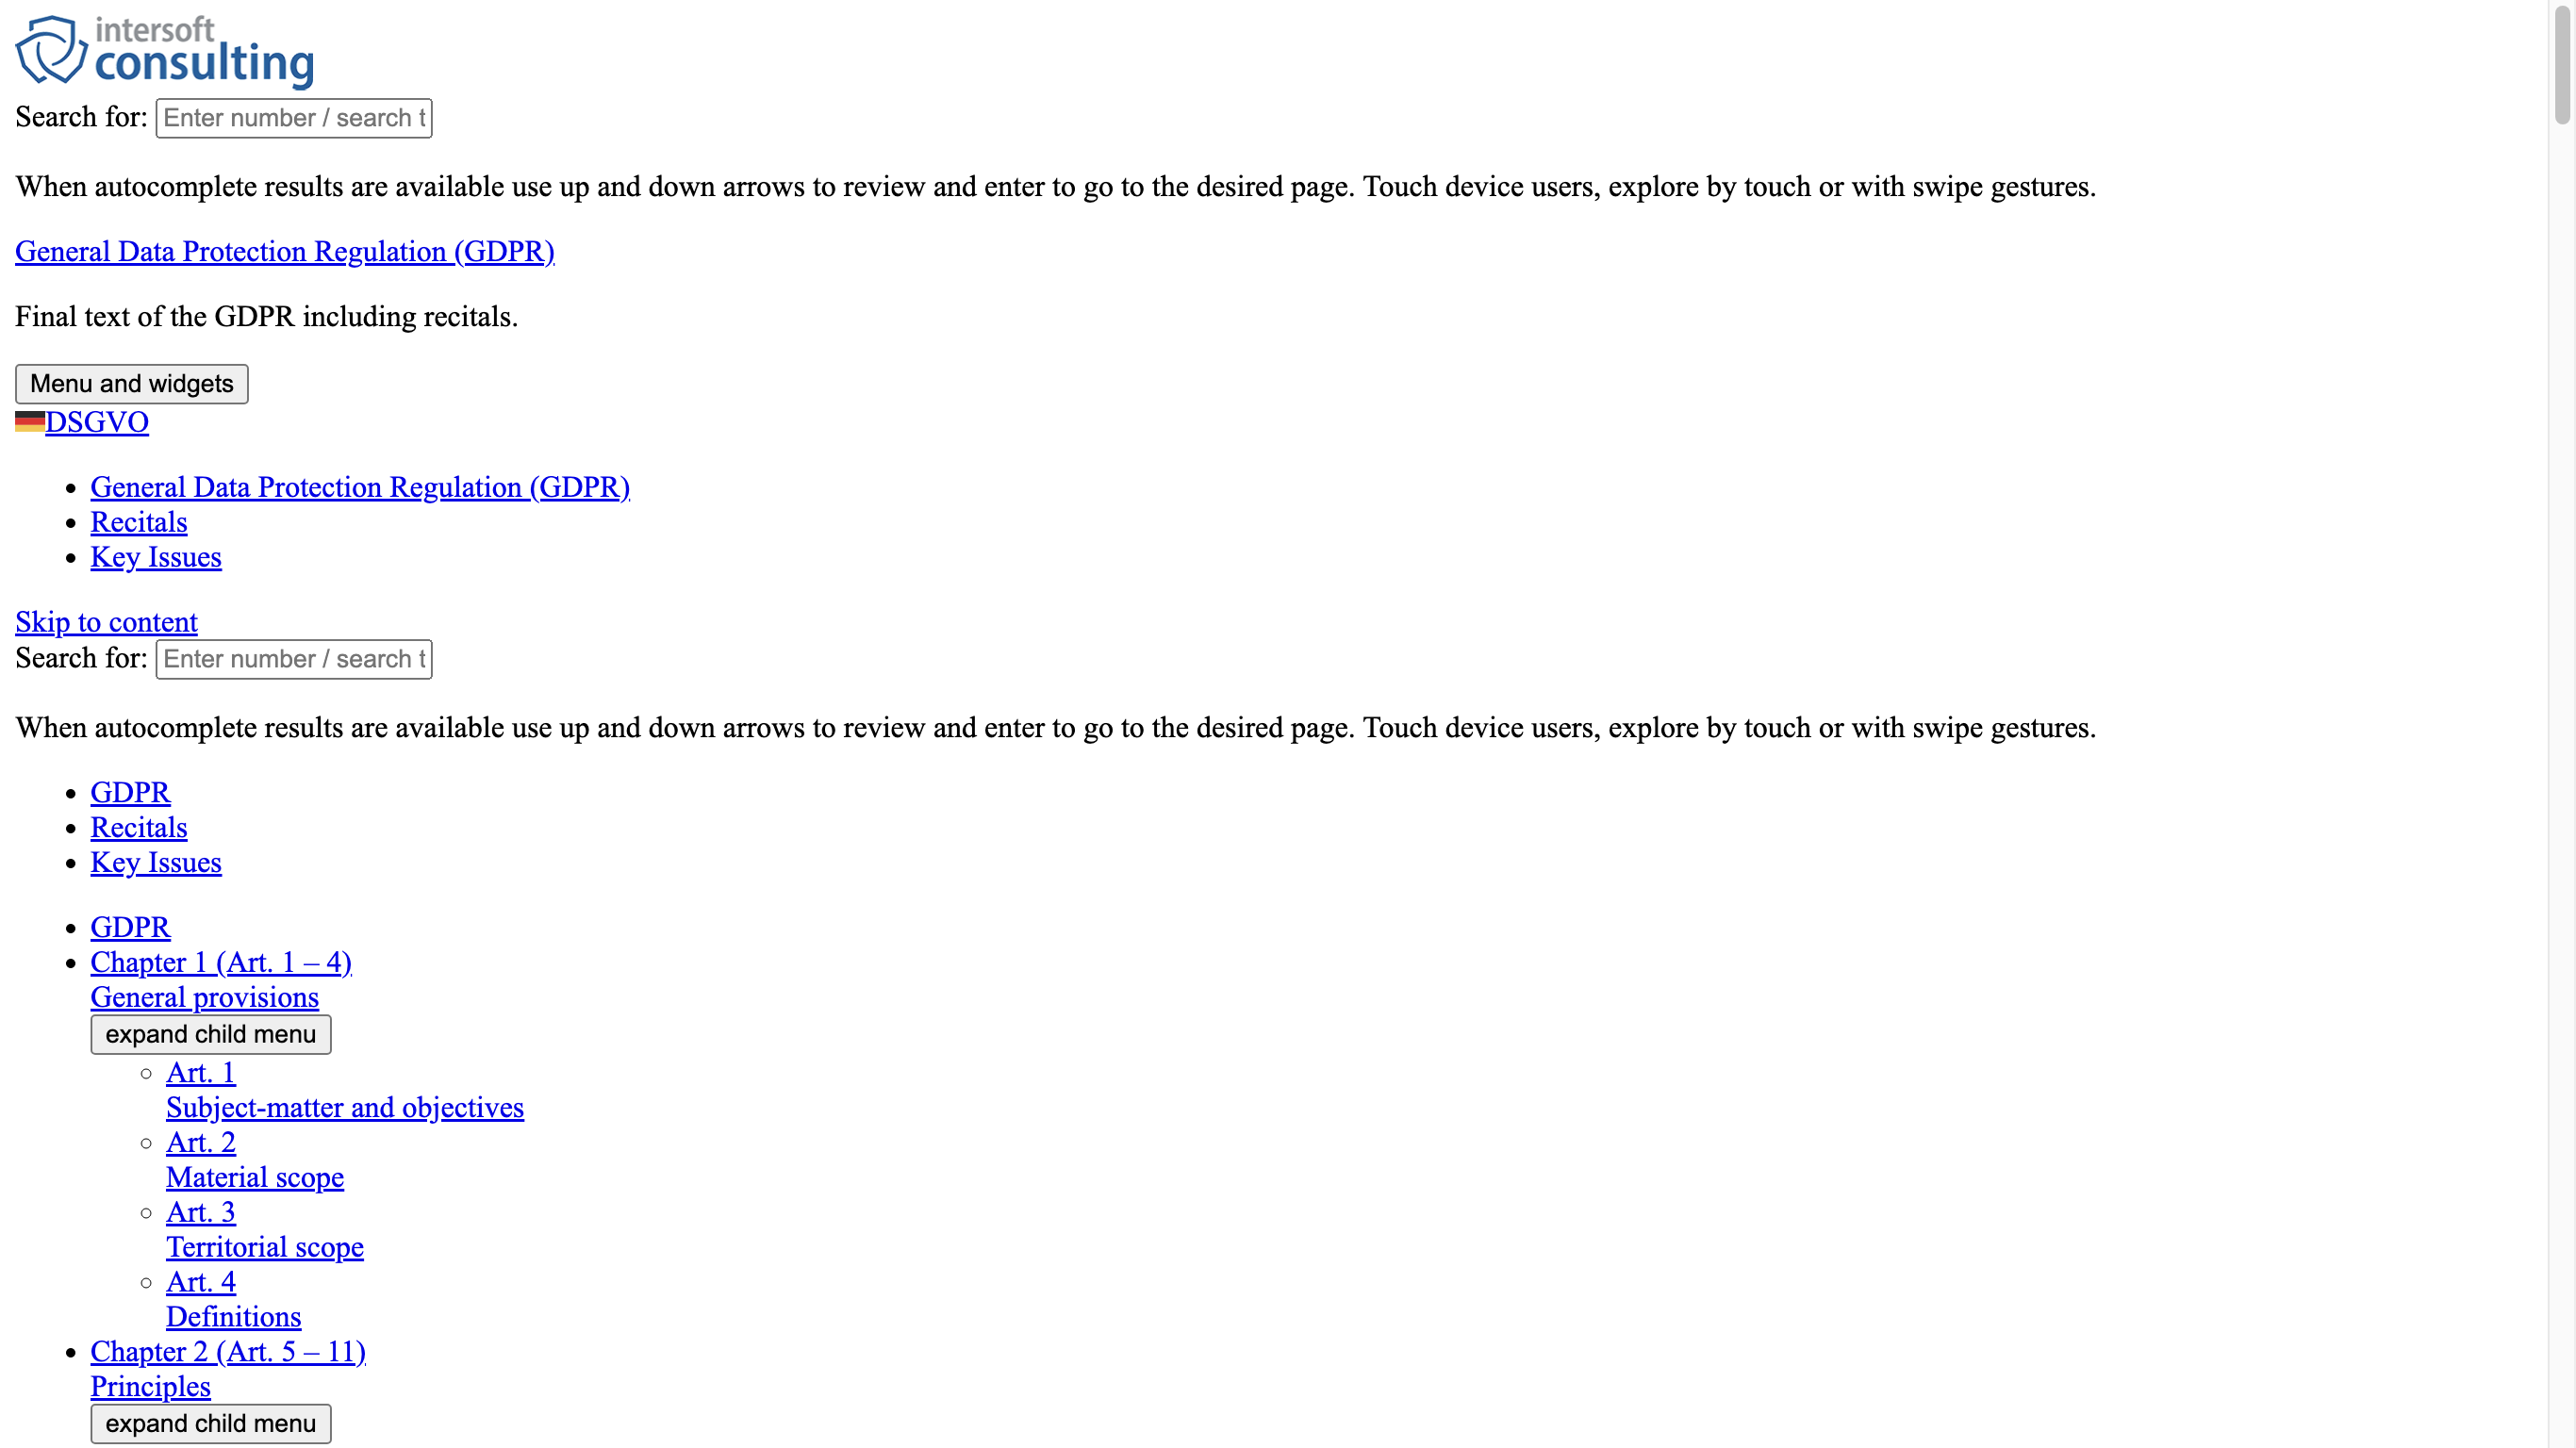 intersoft
consulting
Search for: Enter number / search t
When autocomplete results are available use up and down arrows to review and enter to go to the desired page. Touch device users, explore by touch or with swipe gestures.
General Data Protection Regulation (GDPR)
Final text of the GDPR including recitals.
Menu and widgets
DSGVO
General Data Protection Regulation (GDPR)
Recitals
Key Issues
Skip to content
Search for: Enter number / search t
When autocomplete results are available use up and down arrows to review and enter to go to the desired page. Touch device users, explore by touch or with swipe gestures.
GDPR
Recitals
Key Issues
GDPR
Chapter 1 (Art. 1 – 4)
General provisions
expand child menu
Art. 1
Subject-matter and objectives
Art. 2
Material scope
Art. 3
Territorial scope
Art. 4
Definitions
Chapter 2 (Art. 5 – 11)
Principles
expand child menu